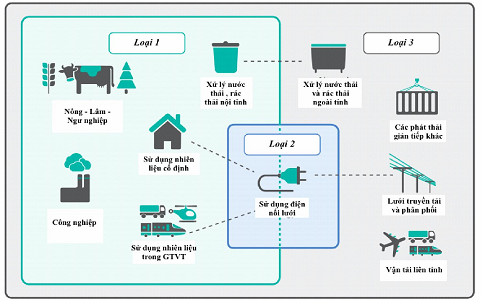 Loại 1
Loại 3
Nông - Lâm -
Ngư nghiệp
Xử lý nước
thải , rác
thải nội tỉnh
Xử lý nước thải
và rác thải
ngoài tỉnh
Các phát thải
gián tiếp khác
Sử dụng nhiên
liệu cố định
Loại 2
Sử dụng điện
nối lưới
Lưới truyền tải
và phân phối
Công nghiệp
Sử dụng nhiên liệu
trong GTVT
Vận tải liên tỉnh